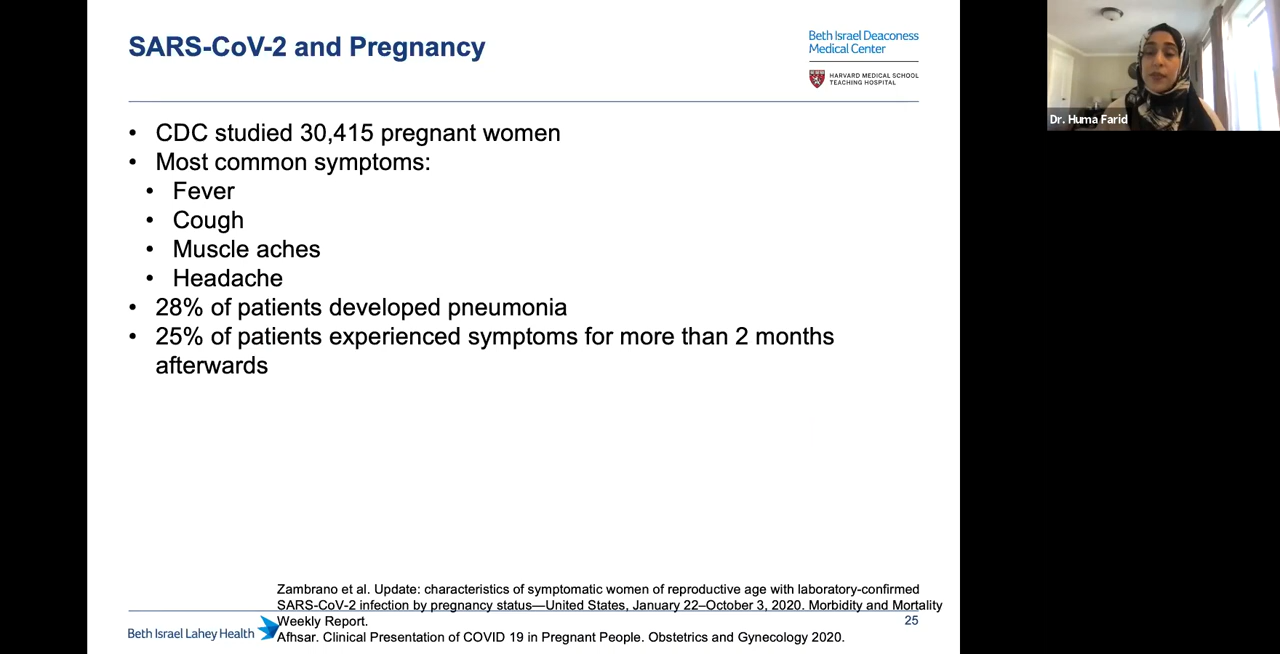 SARS-CoV-2 and Pregnancy
Beth Israel Deaconess
Medical Center
HARVARD MEDICAL SCHOOL
TEACHING HOSPITAL
Dr. Huma Farid
• CDC studied 30,415 pregnant women
• Most common symptoms:
• Fever
• Cough
• Muscle aches
• Headache
• 28% of patients developed pneumonia
• 25% of patients experienced symptoms for more than 2 months
afterwards
Zambrano et al. Update: characteristics of symptomatic women of reproductive age with laboratory-confirmed
SARS-CoV-2 infection by pregnancy status—United States, January 22–October 3, 2020. Morbidity and Mortality
Weekly Report.
Afhsar. Clinical Presentation of COVID 19 in Pregnant People. Obstetrics and Gynecology 2020.
Beth Israel Lahey Health
25